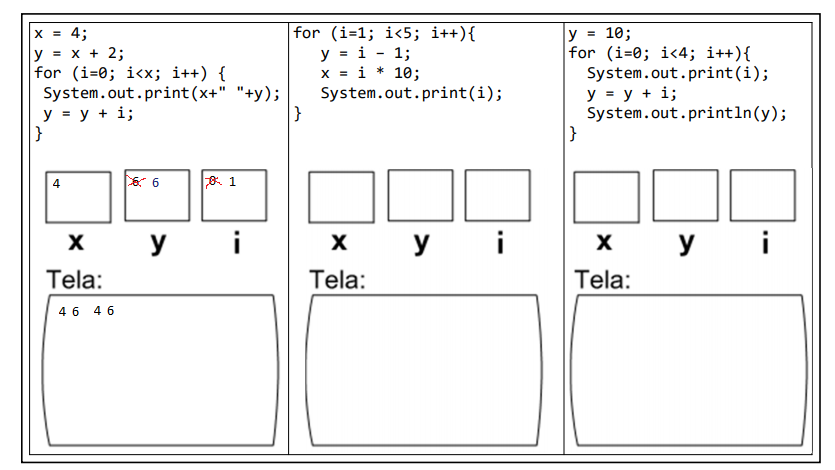 x = 4;
y = x + 2;
for (i=0; i<x; i++) {
System.out.print(x+" "+y);
y = y + i;
}
4
6 6
0 1
x y i
Tela:
4 6 4 6
for (i=1; i<5; i++){
y = i - 1;
x = i * 10;
System.out.print(i);
}
x y i
Tela:
y = 10;
for (i=0; i<4; i++){
System.out.print(i);
y = y + i;
System.out.println(y);
}
x y i
Tela: